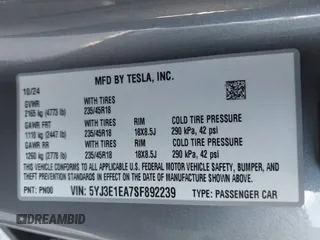 MFD BY TESLA, INC.
10/24
GVWR WITH TIRES
2165 kg (4773 lb) 235/45R18
GAWR FRT WITH TIRES RIM COLD TIRE PRESSURE
1110 kg (2447 lb) 235/45R18 18X8.5J 290 kPa, 42 psi
GAWR RR WITH TIRES RIM COLD TIRE PRESSURE
1260 kg (2778 lb) 235/45R18 18X8.5J 290 kPa, 42 psi
THIS VEHICLE CONFORMS TO ALL APPLICABLE U.S. FEDERAL MOTOR VEHICLE SAFETY, BUMPER, AND
THEFT PREVENTION STANDARDS IN EFFECT ON THE DATE OF MANUFACTURE SHOWN ABOVE.
PNT: PN00 VIN: 5YJ3E1EA7SF892239 TYPE: PASSENGER CAR
DREAMBID